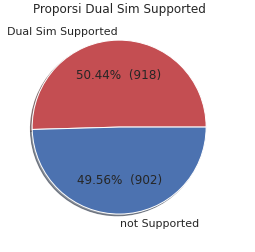 Proporsi Dual Sim Supported
Dual Sim Supported
50.44% (918)
49.56% (902)
not Supported